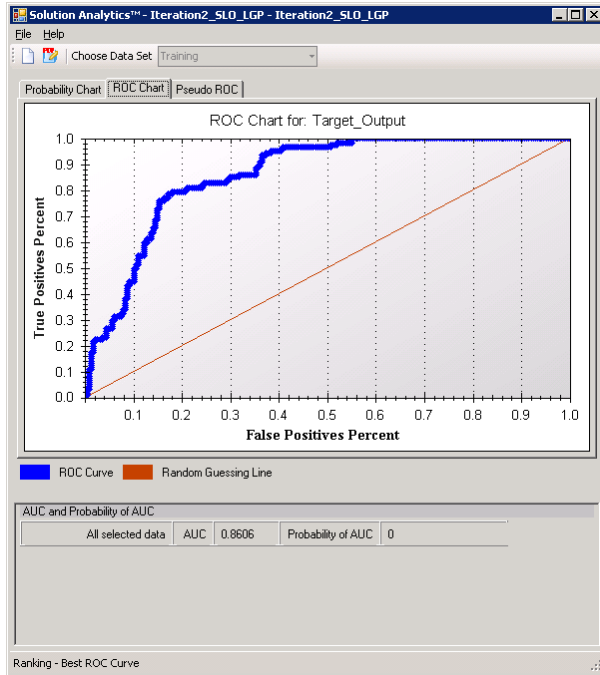 Solution Analytics™ - Iteration2_SLO_LGP - Iteration2_SLO_LGP
File Help
Choose Data Set Training
Probability Chart ROC Chart Pseudo ROC
ROC Chart for: Target_Output
True Positives Percent
1.0
0.9
0.8
0.7
0.6
0.5
0.4
0.3
0.2
0.1
0.0
0.1 0.2 0.3 0.4 0.5 0.6 0.7 0.8 0.9 1.0
False Positives Percent
ROC Curve Random Guessing Line
AUC and Probability of AUC
All selected data AUC 0.8606 Probability of AUC 0
Ranking - Best ROC Curve